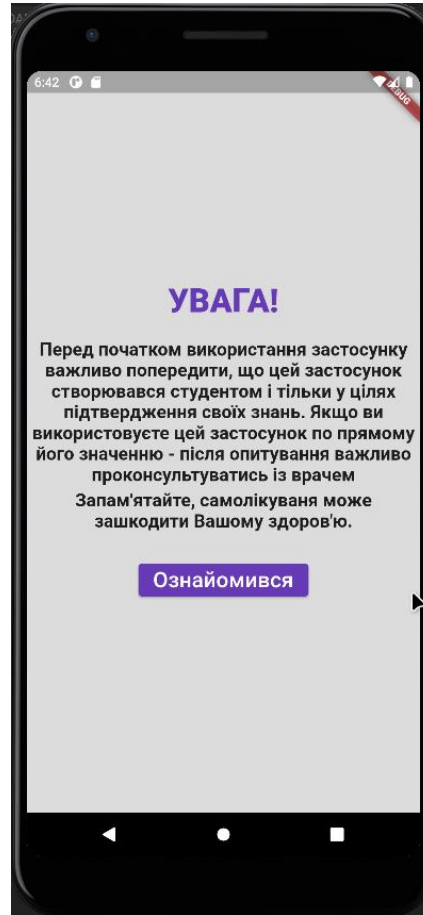 6:42
DEBUG
УВАГА!
Перед початком використання застосунку
важливо попередити, що цей застосунок
створювався студентом і тільки у цілях
підтвердження своїх знань. Якщо ви
використовуєте цей застосунок по прямому
його значенню - після опитування важливо
проконсультуватись із врачем
Запам'ятайте, самолікуваня може
зашкодити Вашому здоров'ю.
Ознайомився